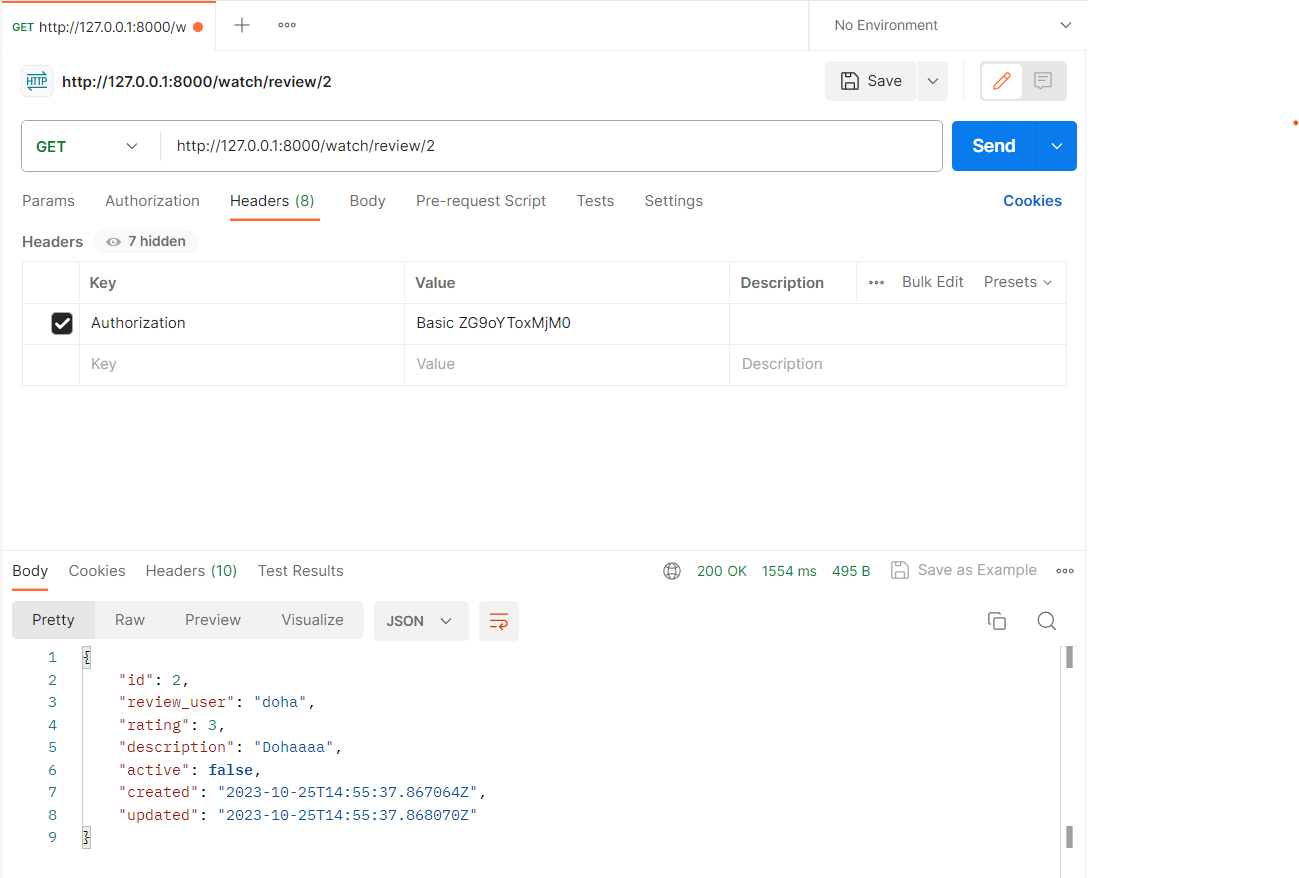 GET http://127.0.0.1:8000/w
No Environment
HTTP http://127.0.0.1:8000/watch/review/2
Save
GET http://127.0.0.1:8000/watch/review/2
Send
Params Authorization Headers (8) Body Pre-request Script Tests Settings Cookies
Headers 7 hidden
Key Value Description Bulk Edit Presets
Authorization Basic ZG9oYToxMjM0
Key Value Description
Body Cookies Headers (10) Test Results 200 OK 1554 ms 495 B Save as Example
Pretty Raw Preview Visualize JSON
1 {
2 "id": 2,
3 "review_user": "doha",
4 "rating": 3,
5 "description": "Dohaaaa",
6 "active": false,
7 "created": "2023-10-25T14:55:37.867064Z",
8 "updated": "2023-10-25T14:55:37.868070Z"
9 }